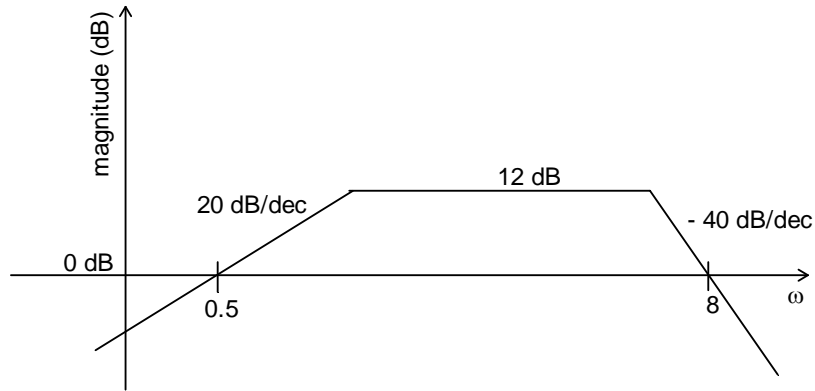 magnitude (dB)
12 dB
20 dB/dec
- 40 dB/dec
0 dB
0.5
8
ω